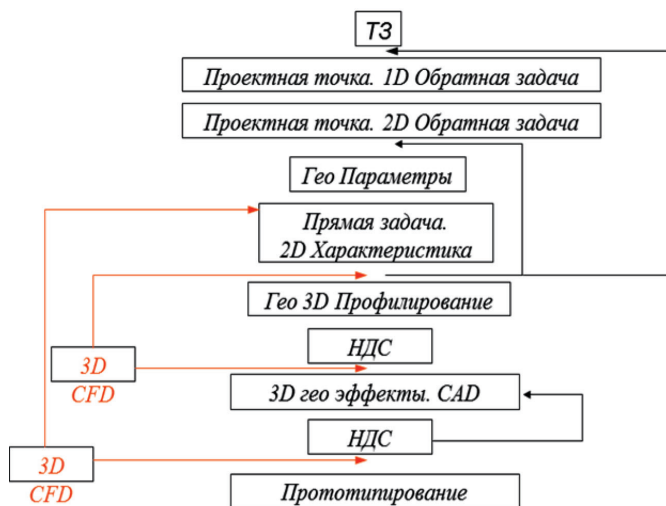 ТЗ
Проектная точка. 1D Обратная задача
Проектная точка. 2D Обратная задача
Гео Параметры
Прямая задача.
2D Характеристика
Гео 3D Профилирование
НДС
3D
CFD
3D гео эффекты. CAD
НДС
3D
CFD
Прототипирование